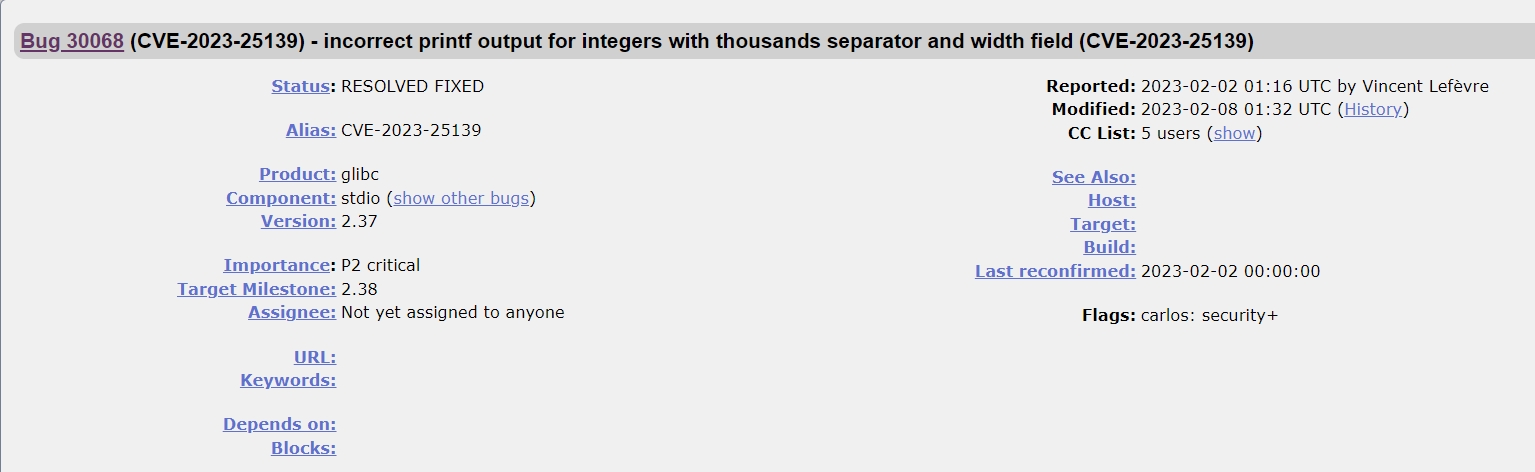 Bug 30068 (CVE-2023-25139) - incorrect printf output for integers with thousands separator and width field (CVE-2023-25139)
Status: RESOLVED FIXED
Alias: CVE-2023-25139
Product: glibc
Component: stdio (show other bugs)
Version: 2.37
Importance: P2 critical
Target Milestone: 2.38
Assignee: Not yet assigned to anyone
URL:
Keywords:
Depends on:
Blocks:
Reported: 2023-02-02 01:16 UTC by Vincent Lefèvre
Modified: 2023-02-08 01:32 UTC (History)
CC List: 5 users (show)
See Also:
Host:
Target:
Build:
Last reconfirmed: 2023-02-02 00:00:00
Flags: carlos: security+